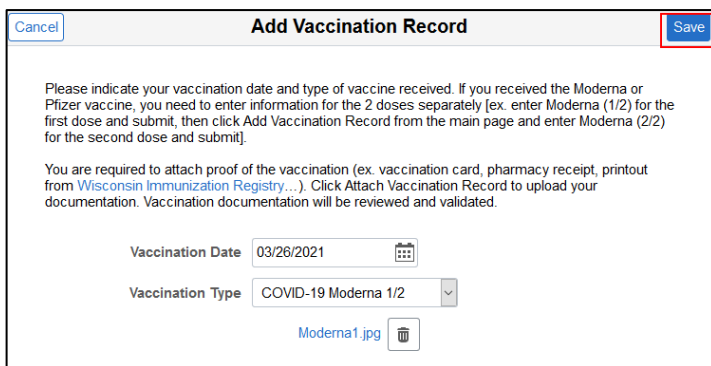 Cancel Add Vaccination Record Save
Please indicate your vaccination date and type of vaccine received. If you received the Moderna or
Pfizer vaccine, you need to enter information for the 2 doses separately [ex. enter Moderna (1/2) for the
first dose and submit, then click Add Vaccination Record from the main page and enter Moderna (2/2)
for the second dose and submit].
You are required to attach proof of the vaccination (ex. vaccination card, pharmacy receipt, printout
from Wisconsin Immunization Registry…). Click Attach Vaccination Record to upload your
documentation. Vaccination documentation will be reviewed and validated.
Vaccination Date 03/26/2021
Vaccination Type COVID-19 Moderna 1/2
Moderna1.jpg